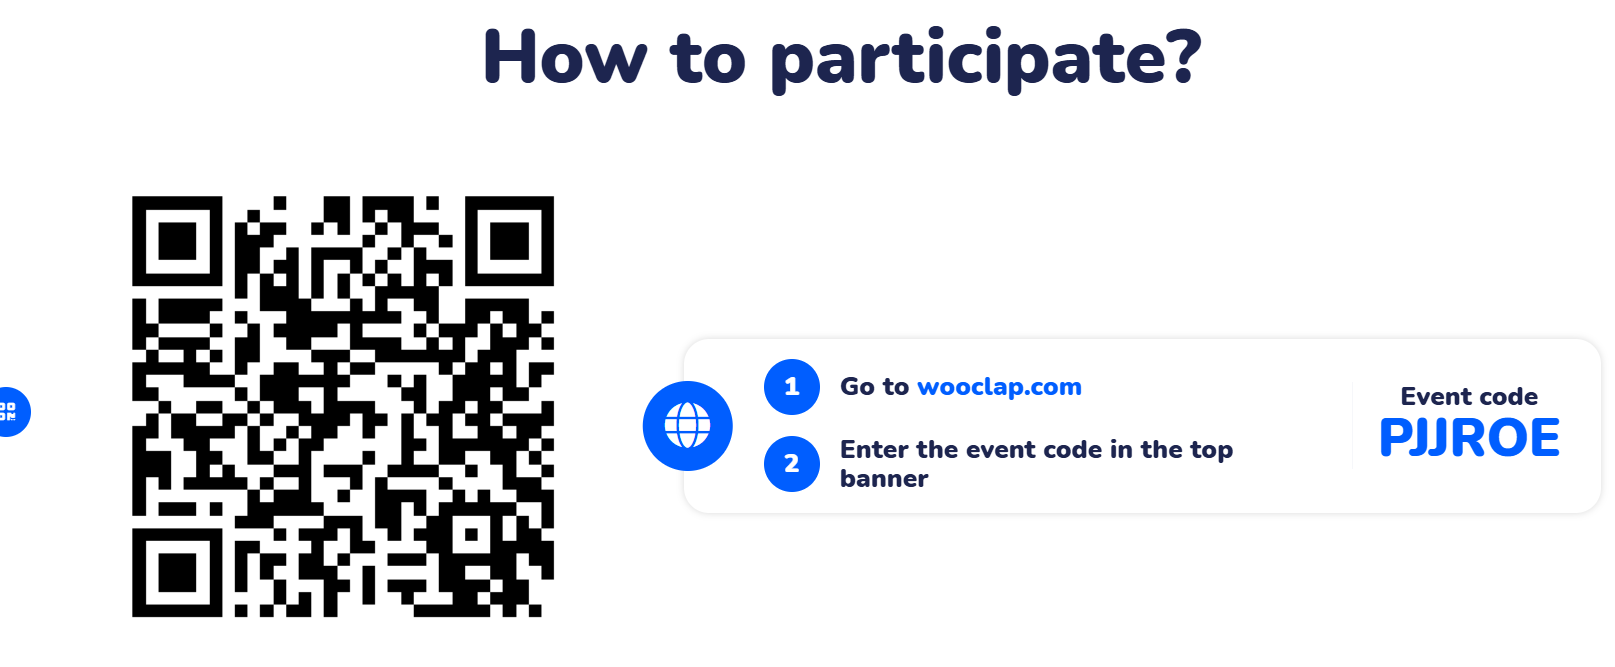 How to participate?
1 Go to wooclap.com
2 Enter the event code in the top
banner
Event code
PJJROE